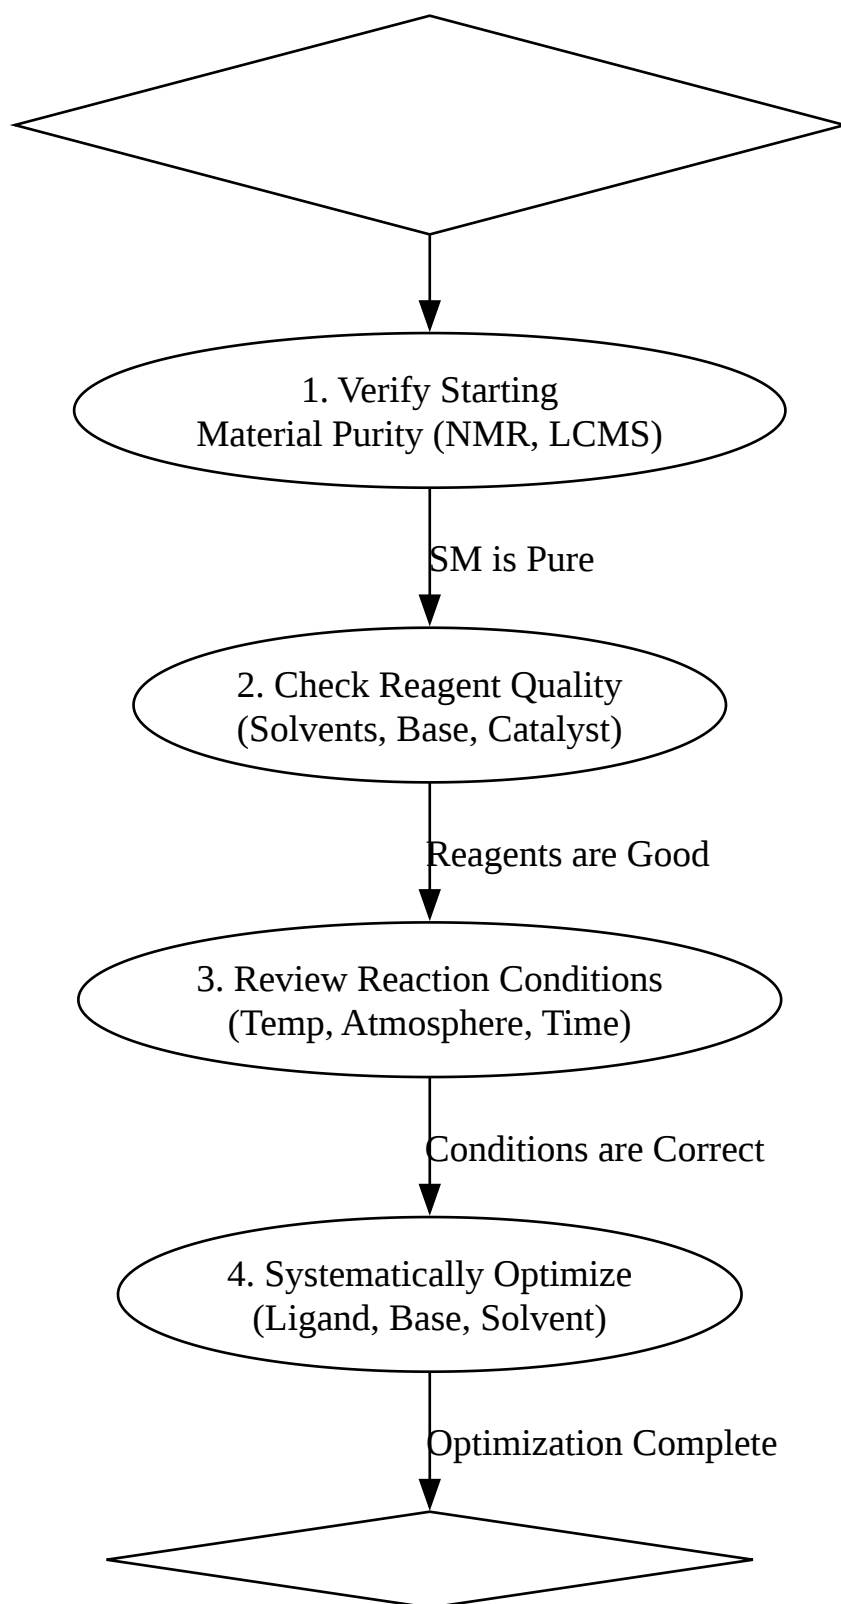 1. Verify Starting
Material Purity (NMR, LCMS)
SM is Pure
2. Check Reagent Quality
(Solvents, Base, Catalyst)
Reagents are Good
3. Review Reaction Conditions
(Temp, Atmosphere, Time)
Conditions are Correct
4. Systematically Optimize
(Ligand, Base, Solvent)
Optimization Complete